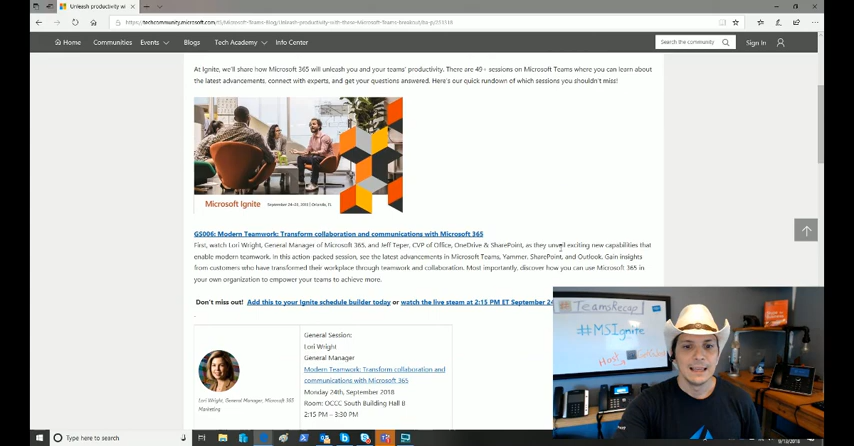 Unleash productivity wi
https://techcommunity.microsoft.com/t5/Microsoft-Teams-Blog/Unleash-productivity-with-these-Microsoft-Teams-breakout/ba-p/251518
Home Communities Events Blogs Tech Academy Info Center Search the community Sign In
At Ignite, we'll share how Microsoft 365 will unleash you and your teams' productivity. There are 49+ sessions on Microsoft Teams where you can learn about
the latest advancements, connect with experts, and get your questions answered. Here's our quick rundown of which sessions you shouldn't miss!
Microsoft Ignite September 24–28, 2018 | Orlando, FL
GS006: Modern Teamwork: Transform collaboration and communications with Microsoft 365
First, watch Lori Wright, General Manager of Microsoft 365, and Jeff Teper, CVP of Office, OneDrive & SharePoint, as they unveil exciting new capabilities that
enable modern teamwork. In this action packed session, see the latest advancements in Microsoft Teams, Yammer, SharePoint, and Outlook. Gain insights
from customers who have transformed their workplace through teamwork and collaboration. Most importantly, discover how you can use Microsoft 365 in
your own organization to empower your teams to achieve more.
Don't miss out! Add this to your Ignite schedule builder today or watch the live steam at 2:15 PM ET September 24
General Session:
Lori Wright
General Manager
Modern Teamwork: Transform collaboration and
communications with Microsoft 365
Monday 24th, September 2018
Room: OCCC South Building Hall B
2:15 PM – 3:30 PM
Lori Wright, General Manager, Microsoft 365
Marketing
#TeamsRecap
#MSIgnite
Host
Type here to search
9/18/2018